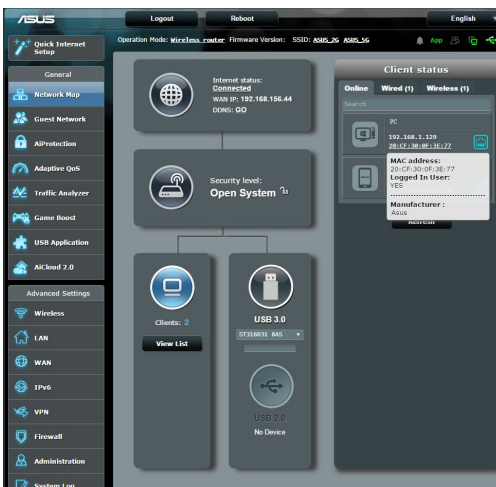 ASUS
Logout
Reboot
English
Operation Mode: Wireless router Firmware Version: SSID: ASUS_2G ASUS_5G
App
Quick Internet
Setup
General
Network Map
Guest Network
AiProtection
Adaptive QoS
Traffic Analyzer
Game Boost
USB Application
AiCloud 2.0
Advanced Settings
Wireless
LAN
WAN
IPv6
VPN
Firewall
Administration
System Log
Internet status:
Connected
WAN IP: 192.168.156.44
DDNS: GO
Security level:
Open System
Clients: 2
View List
USB 3.0
ST316031 8AS
USB 2.0
No Device
Client status
Online Wired (1) Wireless (1)
Search
PC
192.168.1.129
20:CF:30:0F:3E:77
MAC address:
20:CF:30:0F:3E:77
Logged In User:
YES
Manufacturer :
Asus